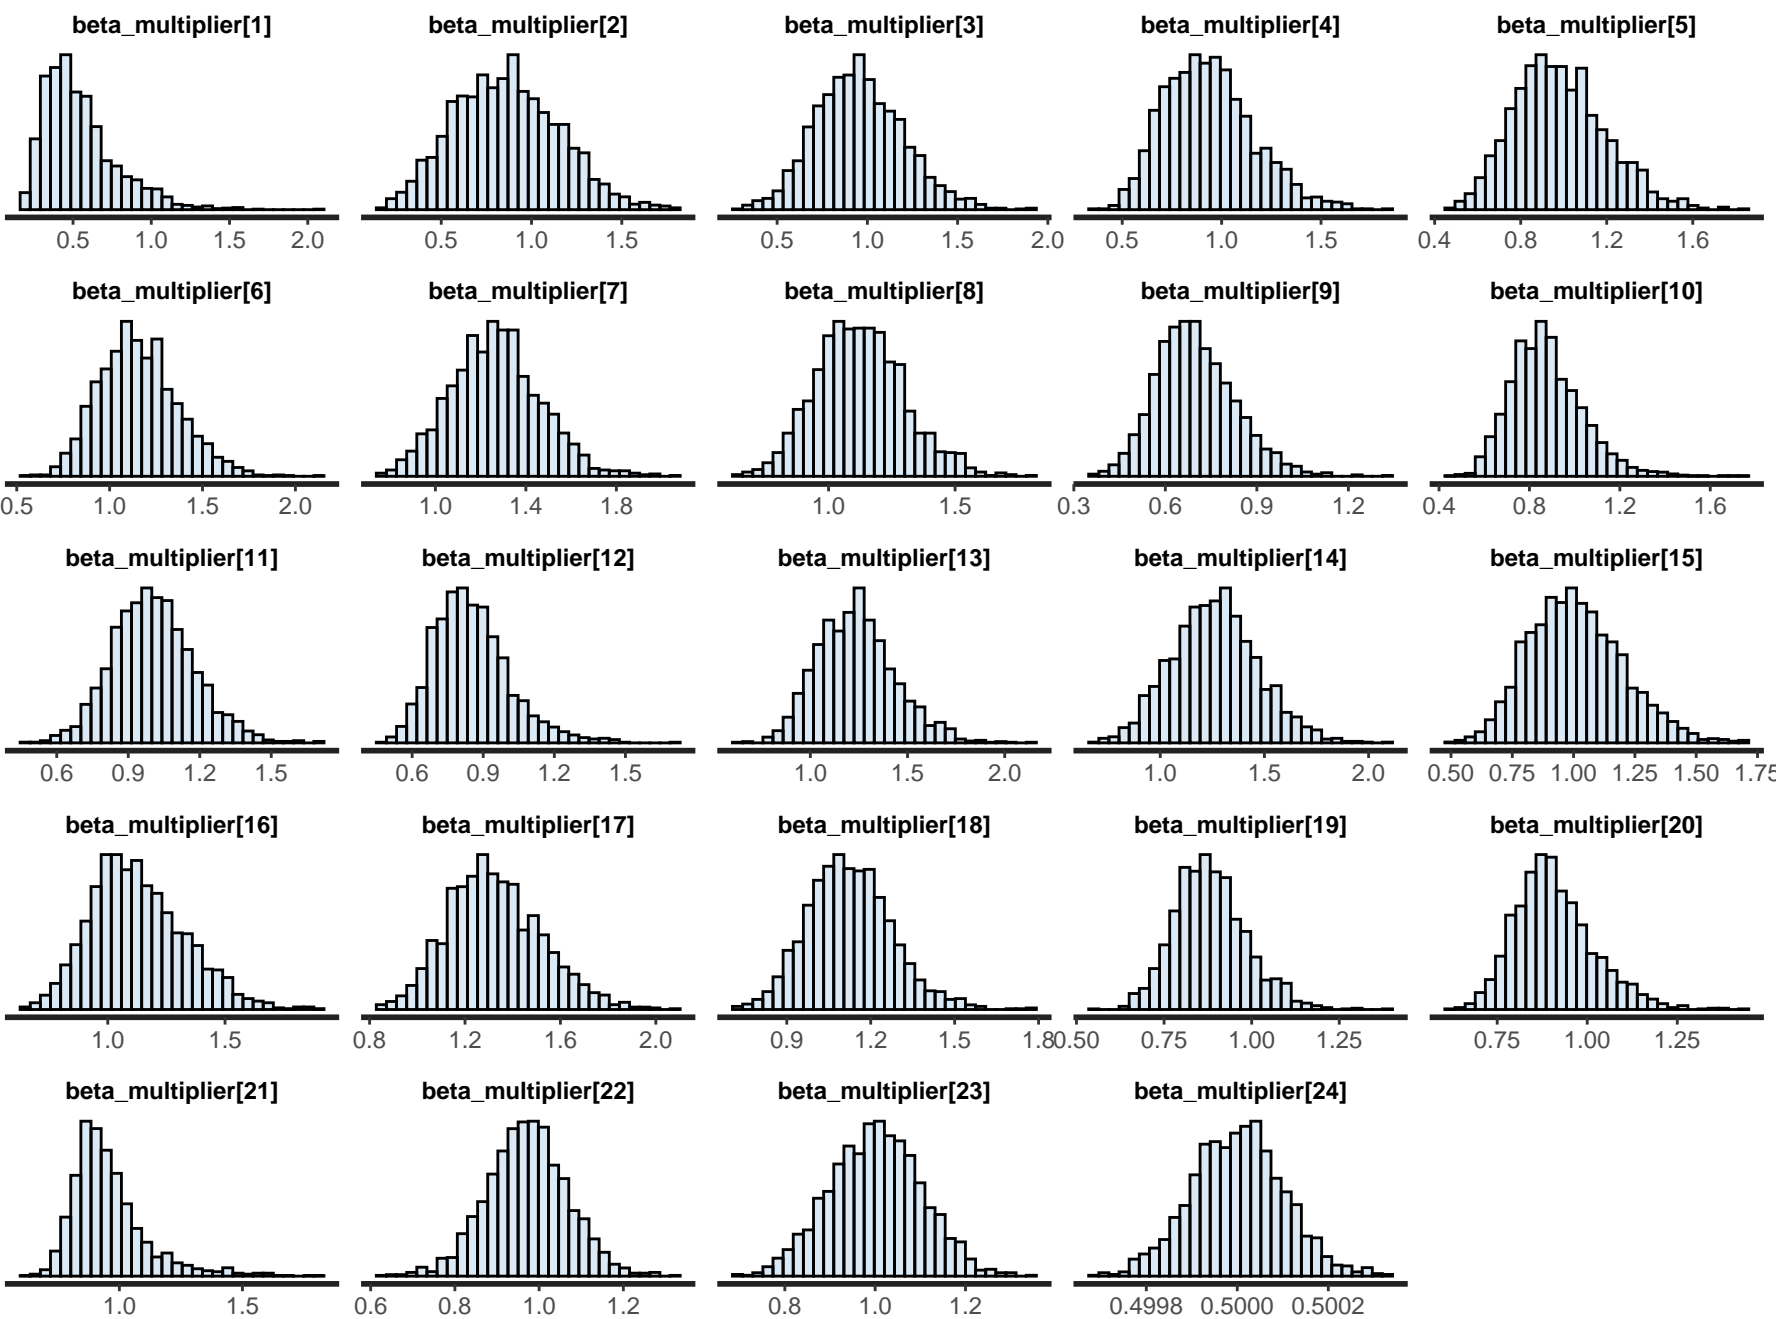 beta_multiplier[1] beta_multiplier[2] beta_multiplier[3] beta_multiplier[4] beta_multiplier[5]
0.5 1.0 1.5 2.0 0.5 1.0 1.5 0.5 1.0 1.5 2.0 0.5 1.0 1.5 0.4 0.8 1.2 1.6
beta_multiplier[6] beta_multiplier[7] beta_multiplier[8] beta_multiplier[9] beta_multiplier[10]
0.5 1.0 1.5 2.0 1.0 1.4 1.8 1.0 1.5 0.3 0.6 0.9 1.2 0.4 0.8 1.2 1.6
beta_multiplier[11] beta_multiplier[12] beta_multiplier[13] beta_multiplier[14] beta_multiplier[15]
0.6 0.9 1.2 1.5 0.6 0.9 1.2 1.5 1.0 1.5 2.0 1.0 1.5 2.0 0.50 0.75 1.00 1.25 1.50 1.75
beta_multiplier[16] beta_multiplier[17] beta_multiplier[18] beta_multiplier[19] beta_multiplier[20]
1.0 1.5 0.8 1.2 1.6 2.0 0.9 1.2 1.5 1.8 0.50 0.75 1.00 1.25 0.75 1.00 1.25
beta_multiplier[21] beta_multiplier[22] beta_multiplier[23] beta_multiplier[24]
1.0 1.5 0.6 0.8 1.0 1.2 0.8 1.0 1.2 0.4998 0.5000 0.5002